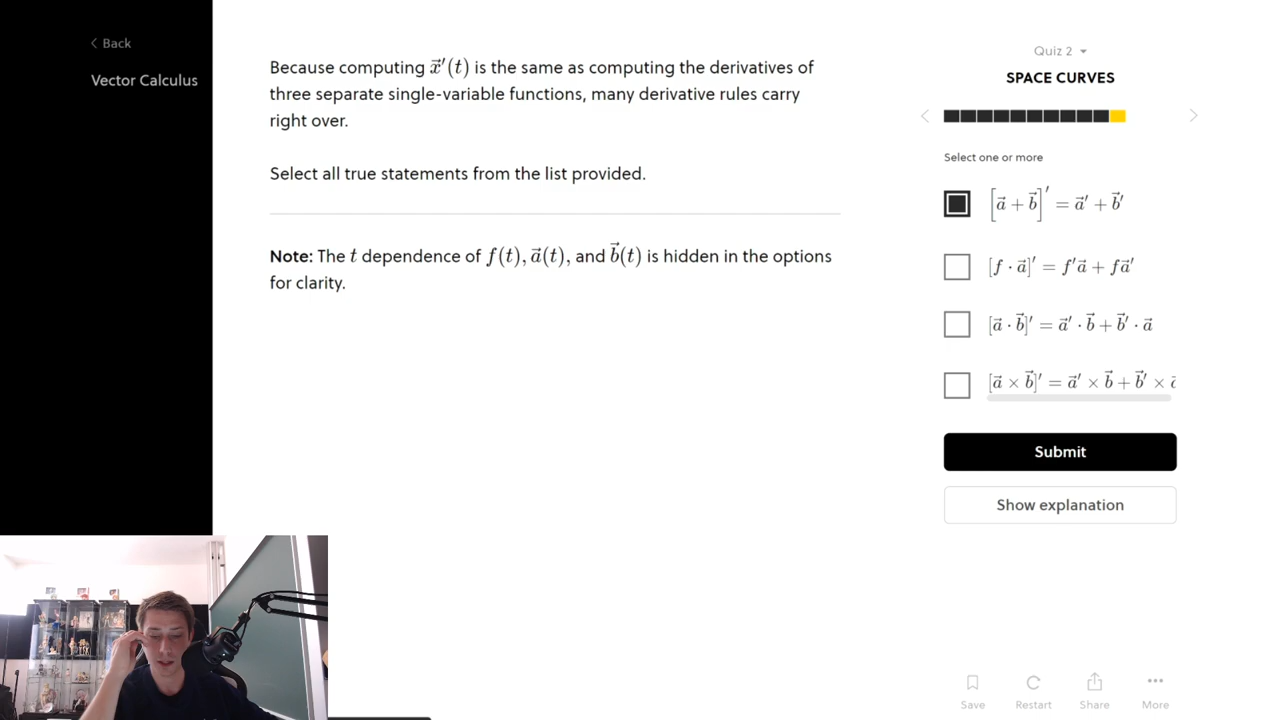 Back
Vector Calculus
Because computing x⃗′(t) is the same as computing the derivatives of
three separate single-variable functions, many derivative rules carry
right over.
Select all true statements from the list provided.
Note: The t dependence of f(t), a⃗(t), and b⃗(t) is hidden in the options
for clarity.
Quiz 2
SPACE CURVES
Select one or more
[a⃗ + b⃗]′ = a⃗′ + b⃗′
[f · a⃗]′ = f′a⃗ + fa⃗′
[a⃗ · b⃗]′ = a⃗′ · b⃗ + b⃗′ · a⃗
[a⃗ × b⃗]′ = a⃗′ × b⃗ + b⃗′ ×
Submit
Show explanation
Save Restart Share More